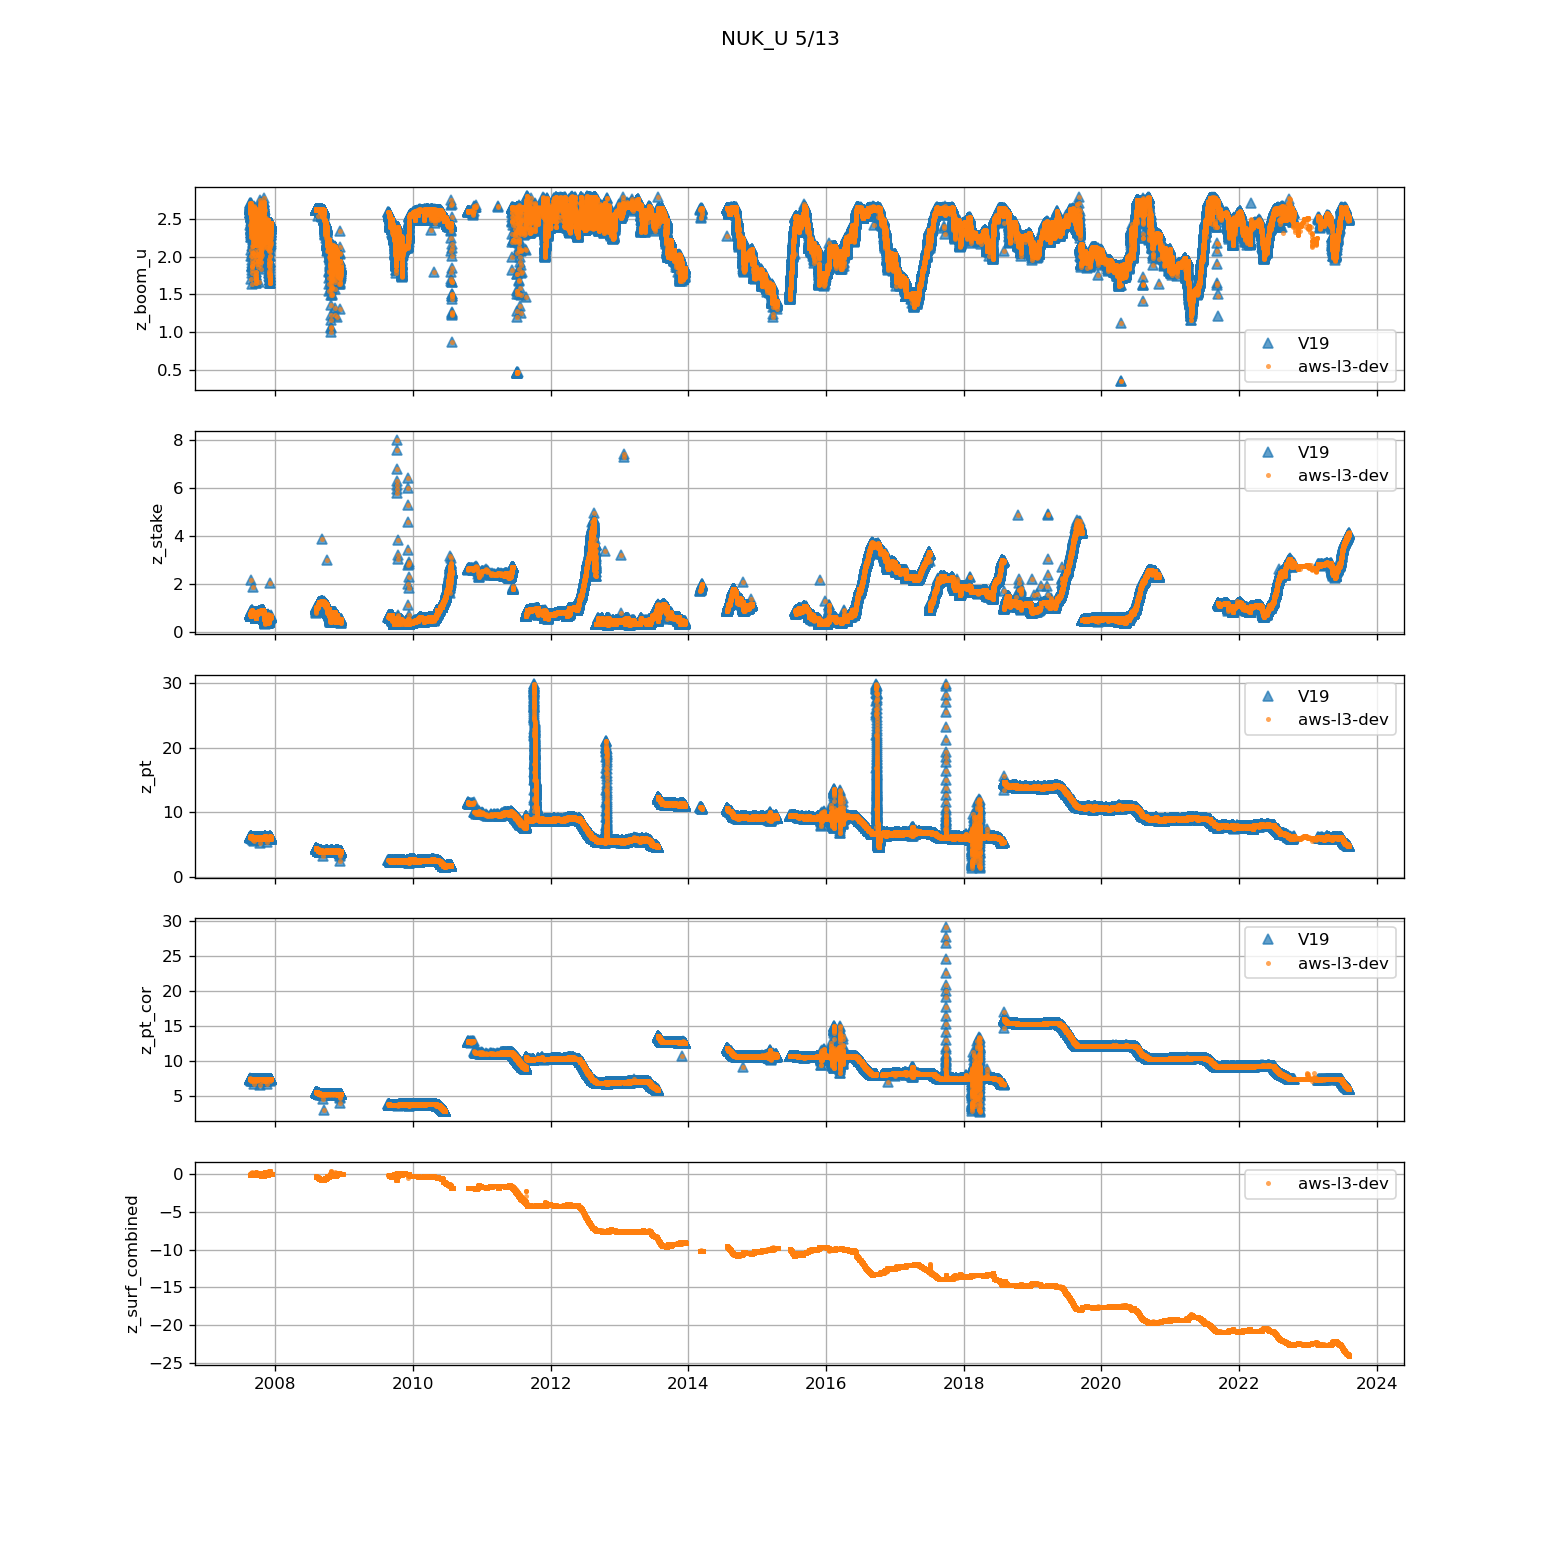 NUK_U 5/13
z_boom_u
2.5
2.0
1.5
1.0
0.5
V19
aws-l3-dev
z_stake
8
6
4
2
0
V19
aws-l3-dev
z_pt
30
20
10
0
V19
aws-l3-dev
z_pt_cor
30
25
20
15
10
5
V19
aws-l3-dev
z_surf_combined
0
−5
−10
−15
−20
−25
aws-l3-dev
2008 2010 2012 2014 2016 2018 2020 2022 2024